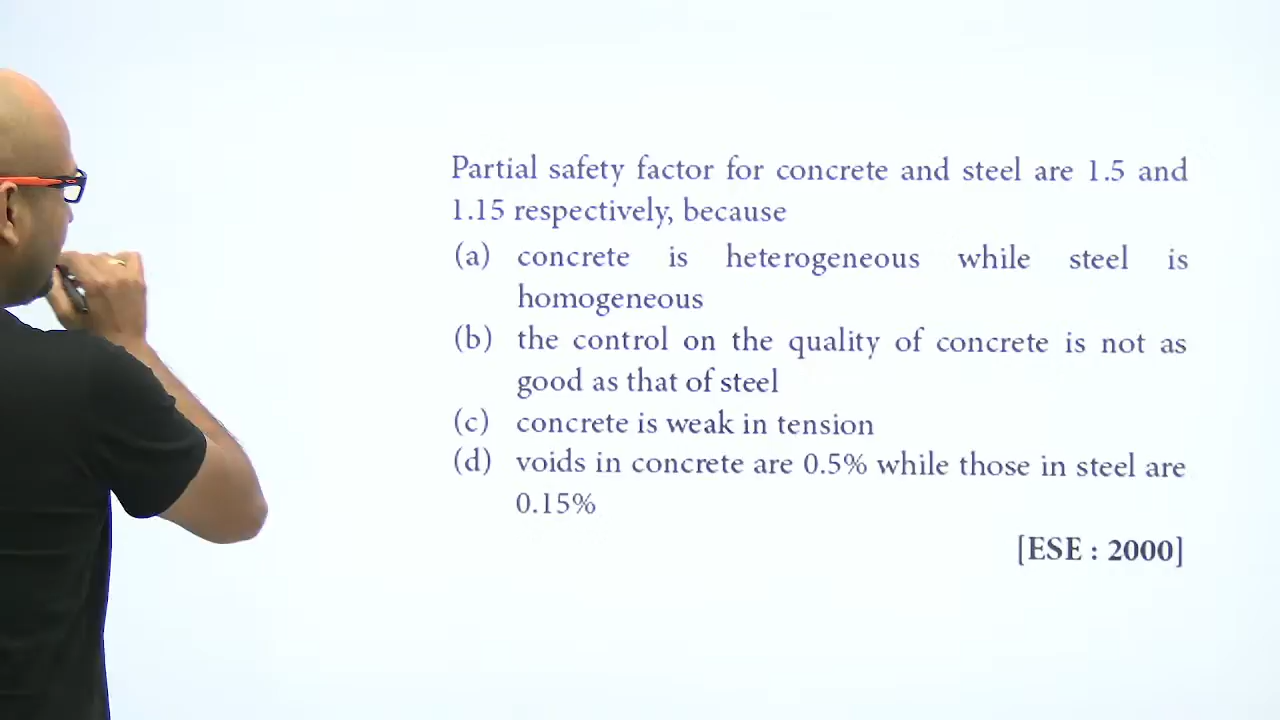 Partial safety factor for concrete and steel are 1.5 and
1.15 respectively, because
(a) concrete is heterogeneous while steel is
homogeneous
(b) the control on the quality of concrete is not as
good as that of steel
(c) concrete is weak in tension
(d) voids in concrete are 0.5% while those in steel are
0.15%
[ESE : 2000]